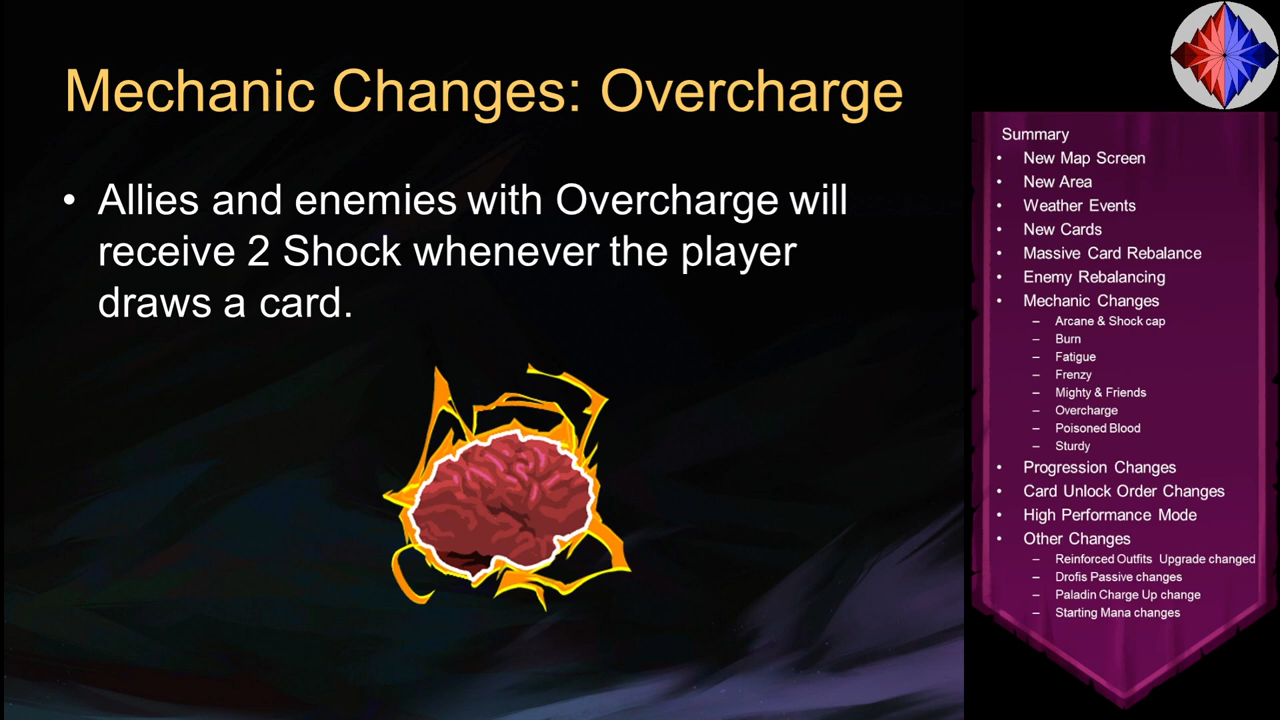 Mechanic Changes: Overcharge
• Allies and enemies with Overcharge will
receive 2 Shock whenever the player
draws a card.
Summary
• New Map Screen
• New Area
• Weather Events
• New Cards
• Massive Card Rebalance
• Enemy Rebalancing
• Mechanic Changes
– Arcane & Shock cap
– Burn
– Fatigue
– Frenzy
– Mighty & Friends
– Overcharge
– Poisoned Blood
– Sturdy
• Progression Changes
• Card Unlock Order Changes
• High Performance Mode
• Other Changes
– Reinforced Outfits Upgrade changed
– Drofis Passive changes
– Paladin Charge Up change
– Starting Mana changes